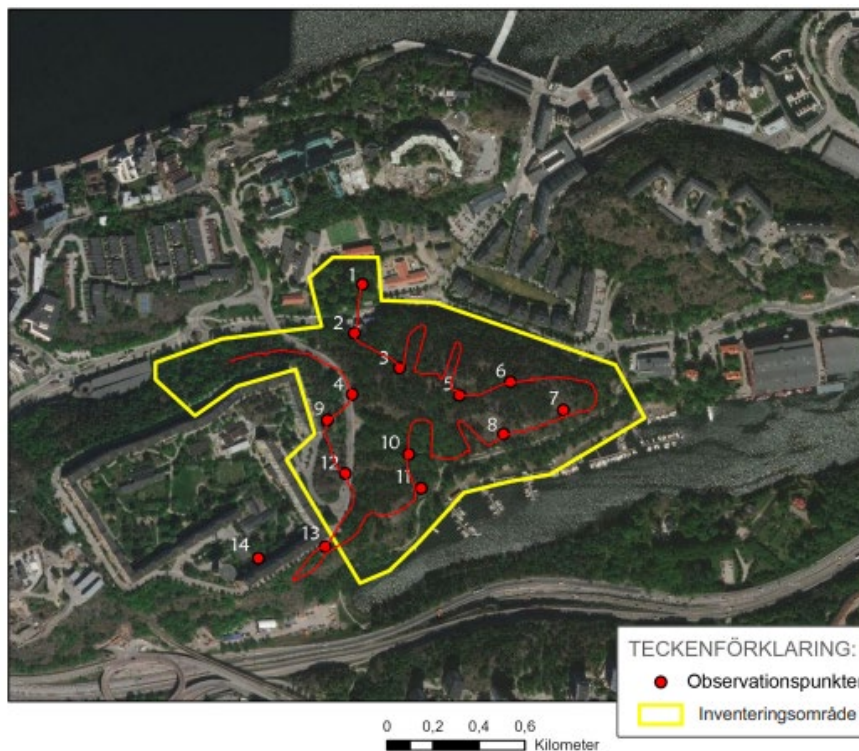 1
2
3
4
5
6
7
8
9
10
11
12
13
14
TECKENFÖRKLARING:
Observationspunkter
Inventeringsområde
0 0,2 0,4 0,6
Kilometer